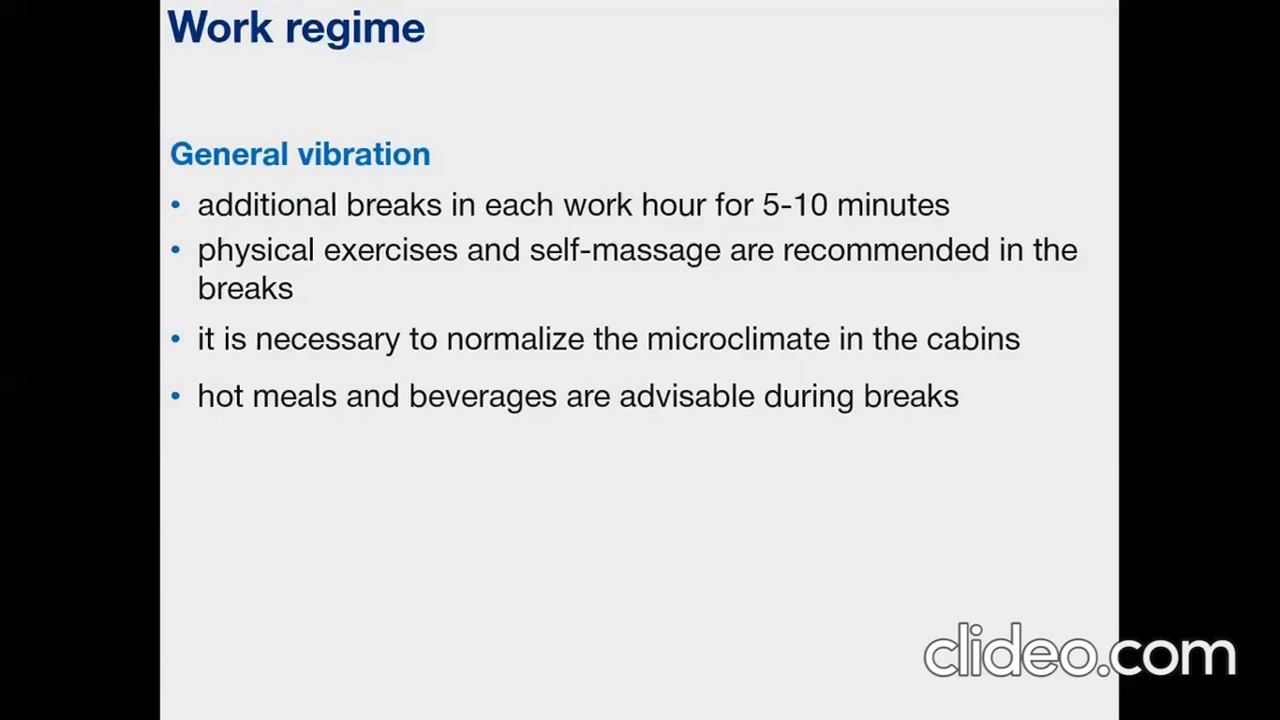 Work regime
General vibration
• additional breaks in each work hour for 5-10 minutes
• physical exercises and self-massage are recommended in the
breaks
• it is necessary to normalize the microclimate in the cabins
• hot meals and beverages are advisable during breaks
clideo.com